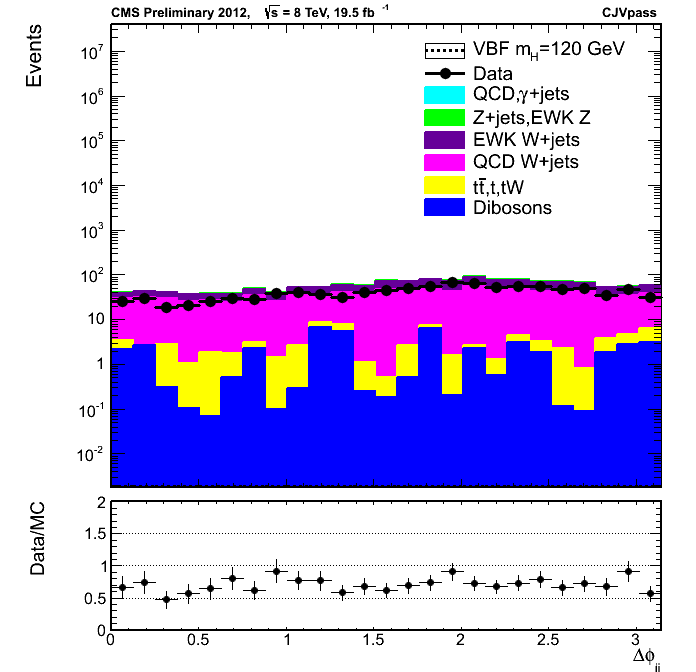 CMS Preliminary 2012, √s = 8 TeV, 19.5 fb⁻¹ CJVpass
Events
10⁷
10⁶
10⁵
10⁴
10³
10²
10
1
10⁻¹
10⁻²
VBF m_H=120 GeV
Data
QCD,γ+jets
Z+jets,EWK Z
EWK W+jets
QCD W+jets
tt̄,t,tW
Dibosons
Data/MC
2
1.5
1
0.5
0
0 0.5 1 1.5 2 2.5 3
Δϕ_jj